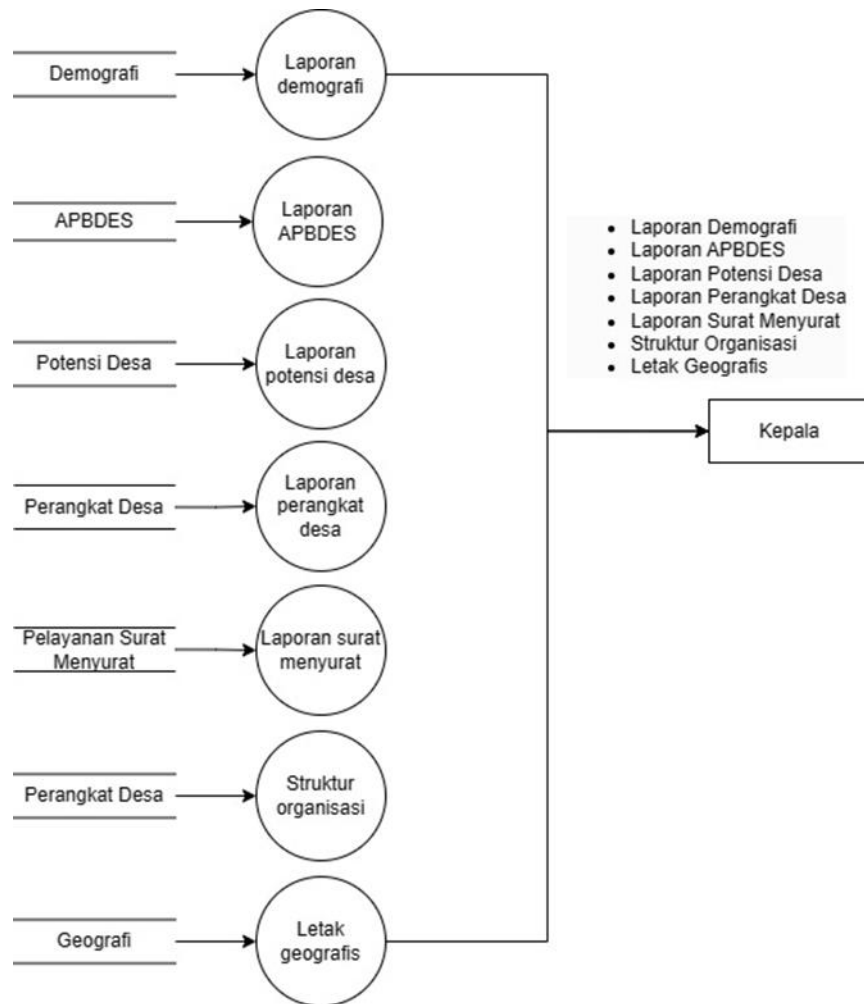 Demografi
Laporan
demografi
APBDES
Laporan
APBDES
Potensi Desa
Laporan
potensi desa
Perangkat Desa
Laporan
perangkat
desa
Pelayanan Surat
Menyurat
Laporan surat
menyurat
Perangkat Desa
Struktur
organisasi
Geografi
Letak
geografis
• Laporan Demografi
• Laporan APBDES
• Laporan Potensi Desa
• Laporan Perangkat Desa
• Laporan Surat Menyurat
• Struktur Organisasi
• Letak Geografis
Kepala